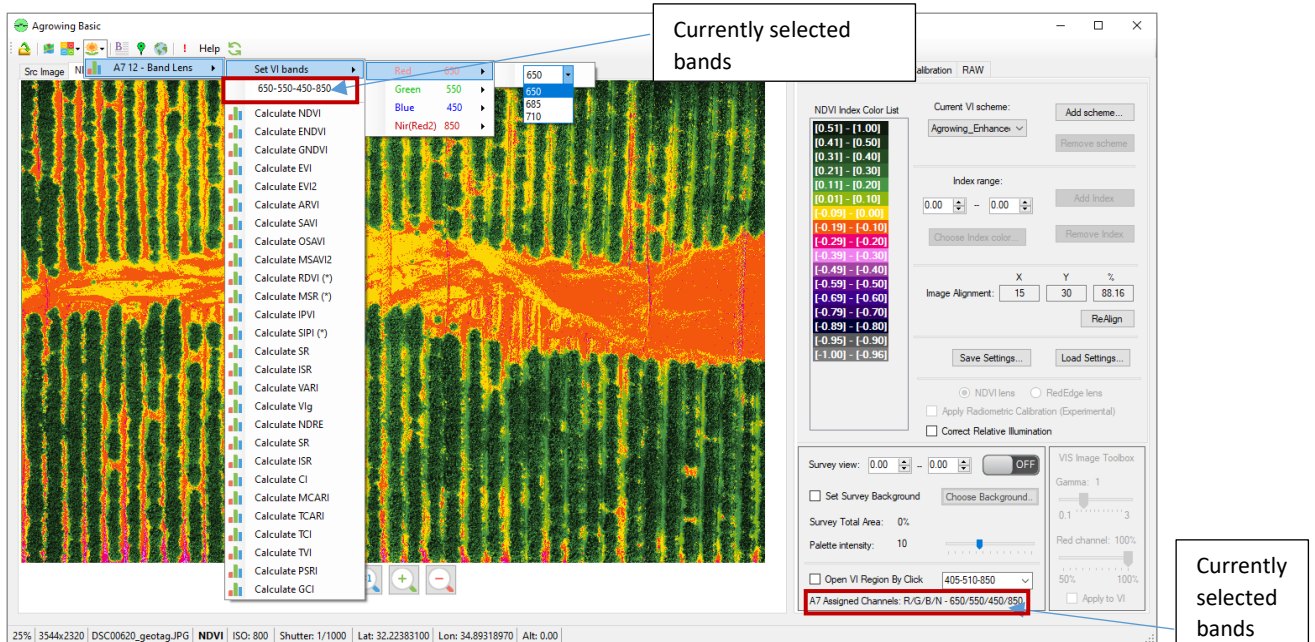 Agrowing Basic
Currently selected
bands
Help
Src Image
A7 12 - Band Lens
Set VI bands
650-550-450-850
Red 650
Green 550
Blue 450
Nir(Red2) 850
650
650
685
710
Calculate NDVI
Calculate ENDVI
Calculate GNDVI
Calculate EVI
Calculate EVI2
Calculate ARVI
Calculate SAVI
Calculate OSAVI
Calculate MSAVI2
Calculate RDVI (*)
Calculate MSR (*)
Calculate IPVI
Calculate SIPI (*)
Calculate SR
Calculate ISR
Calculate VARI
Calculate VIg
Calculate NDRE
Calculate SR
Calculate ISR
Calculate CI
Calculate MCARI
Calculate TCARI
Calculate TCI
Calculate TVI
Calculate PSRI
Calculate GCI
RAW
NDVI Index Color List
[0.51] - [1.00]
[0.41] - [0.50]
[0.31] - [0.40]
[0.21] - [0.30]
[0.11] - [0.20]
[0.01] - [0.10]
[-0.09] - [0.00]
[-0.19] - [-0.10]
[-0.29] - [-0.20]
[-0.39] - [-0.30]
[-0.49] - [-0.40]
[-0.59] - [-0.50]
[-0.69] - [-0.60]
[-0.79] - [-0.70]
[-0.89] - [-0.80]
[-0.95] - [-0.90]
[-1.00] - [-0.96]
Current VI scheme:
Add scheme...
Remove scheme
Index range:
0.00 -- 0.00
Add Index
Choose Index color...
Remove Index
X Y %
Image Alignment: 15 30 88.16
ReAlign
Save Settings...
Load Settings...
NDVI lens
RedEdge lens
Apply Radiometric Calibration (Experimental)
Correct Relative Illumination
Survey view: 0.00 -- 0.00 OFF
Set Survey Background
Choose Background..
Survey Total Area: 0%
Palette intensity: 10
Open VI Region By Click
405-510-850
A7 Assigned Channels: R/G/B/N - 650/550/450/850
VIS Image Toolbox
Gamma: 1
0.1 3
Red channel: 100%
50% 100%
Apply to VI
Currently
selected
bands
25% 3544x2320 DSC00620_geotag.JPG NDVI ISO: 800 Shutter: 1/1000 Lat: 32.22383100 Lon: 34.89318970 Alt: 0.00